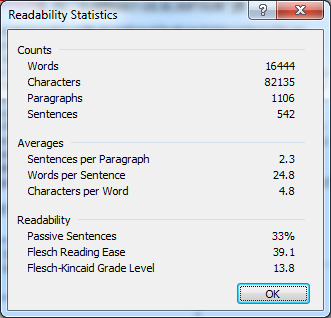 Readability Statistics
Counts
Words 16444
Characters 82135
Paragraphs 1106
Sentences 542
Averages
Sentences per Paragraph 2.3
Words per Sentence 24.8
Characters per Word 4.8
Readability
Passive Sentences 33%
Flesch Reading Ease 39.1
Flesch-Kincaid Grade Level 13.8
OK